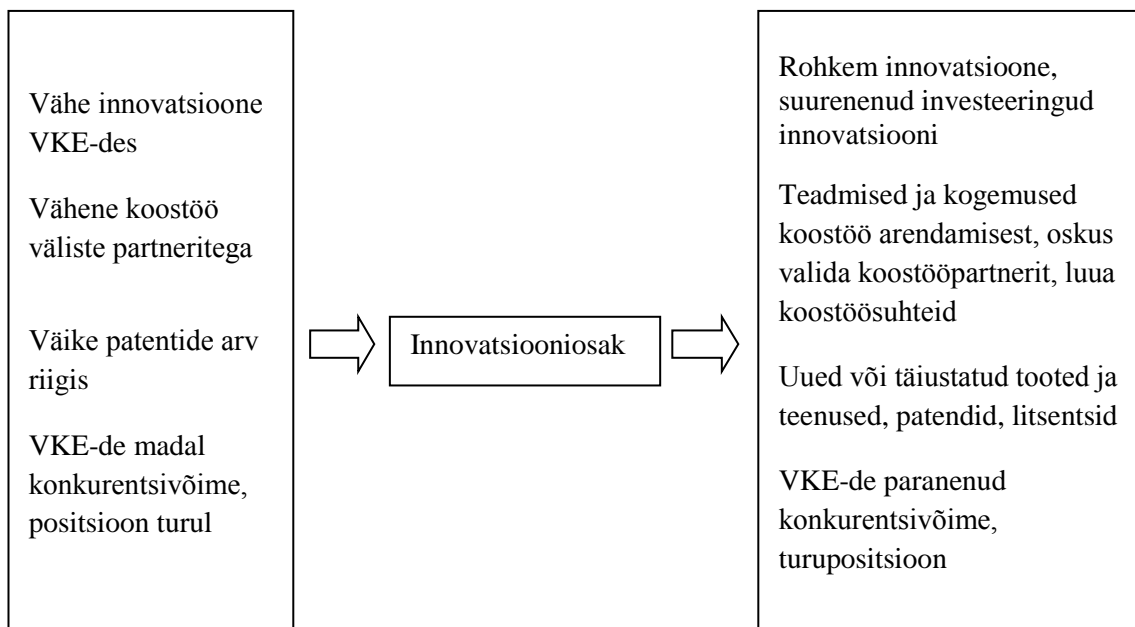 Vähe innovatsioone
VKE-des
Vähene koostöö
väliste partneritega
Väike patentide arv
riigis
VKE-de madal
konkurentsivõime,
positsioon turul
Innovatsiooniosak
Rohkem innovatsioone,
suurenenud investeeringud
innovatsiooni
Teadmised ja kogemused
koostöö arendamisest, oskus
valida koostööpartnerit, luua
koostöösuhteid
Uued või täiustatud tooted ja
teenused, patendid, litsentsid
VKE-de paranenud
konkurentsivõime,
turupositsioon